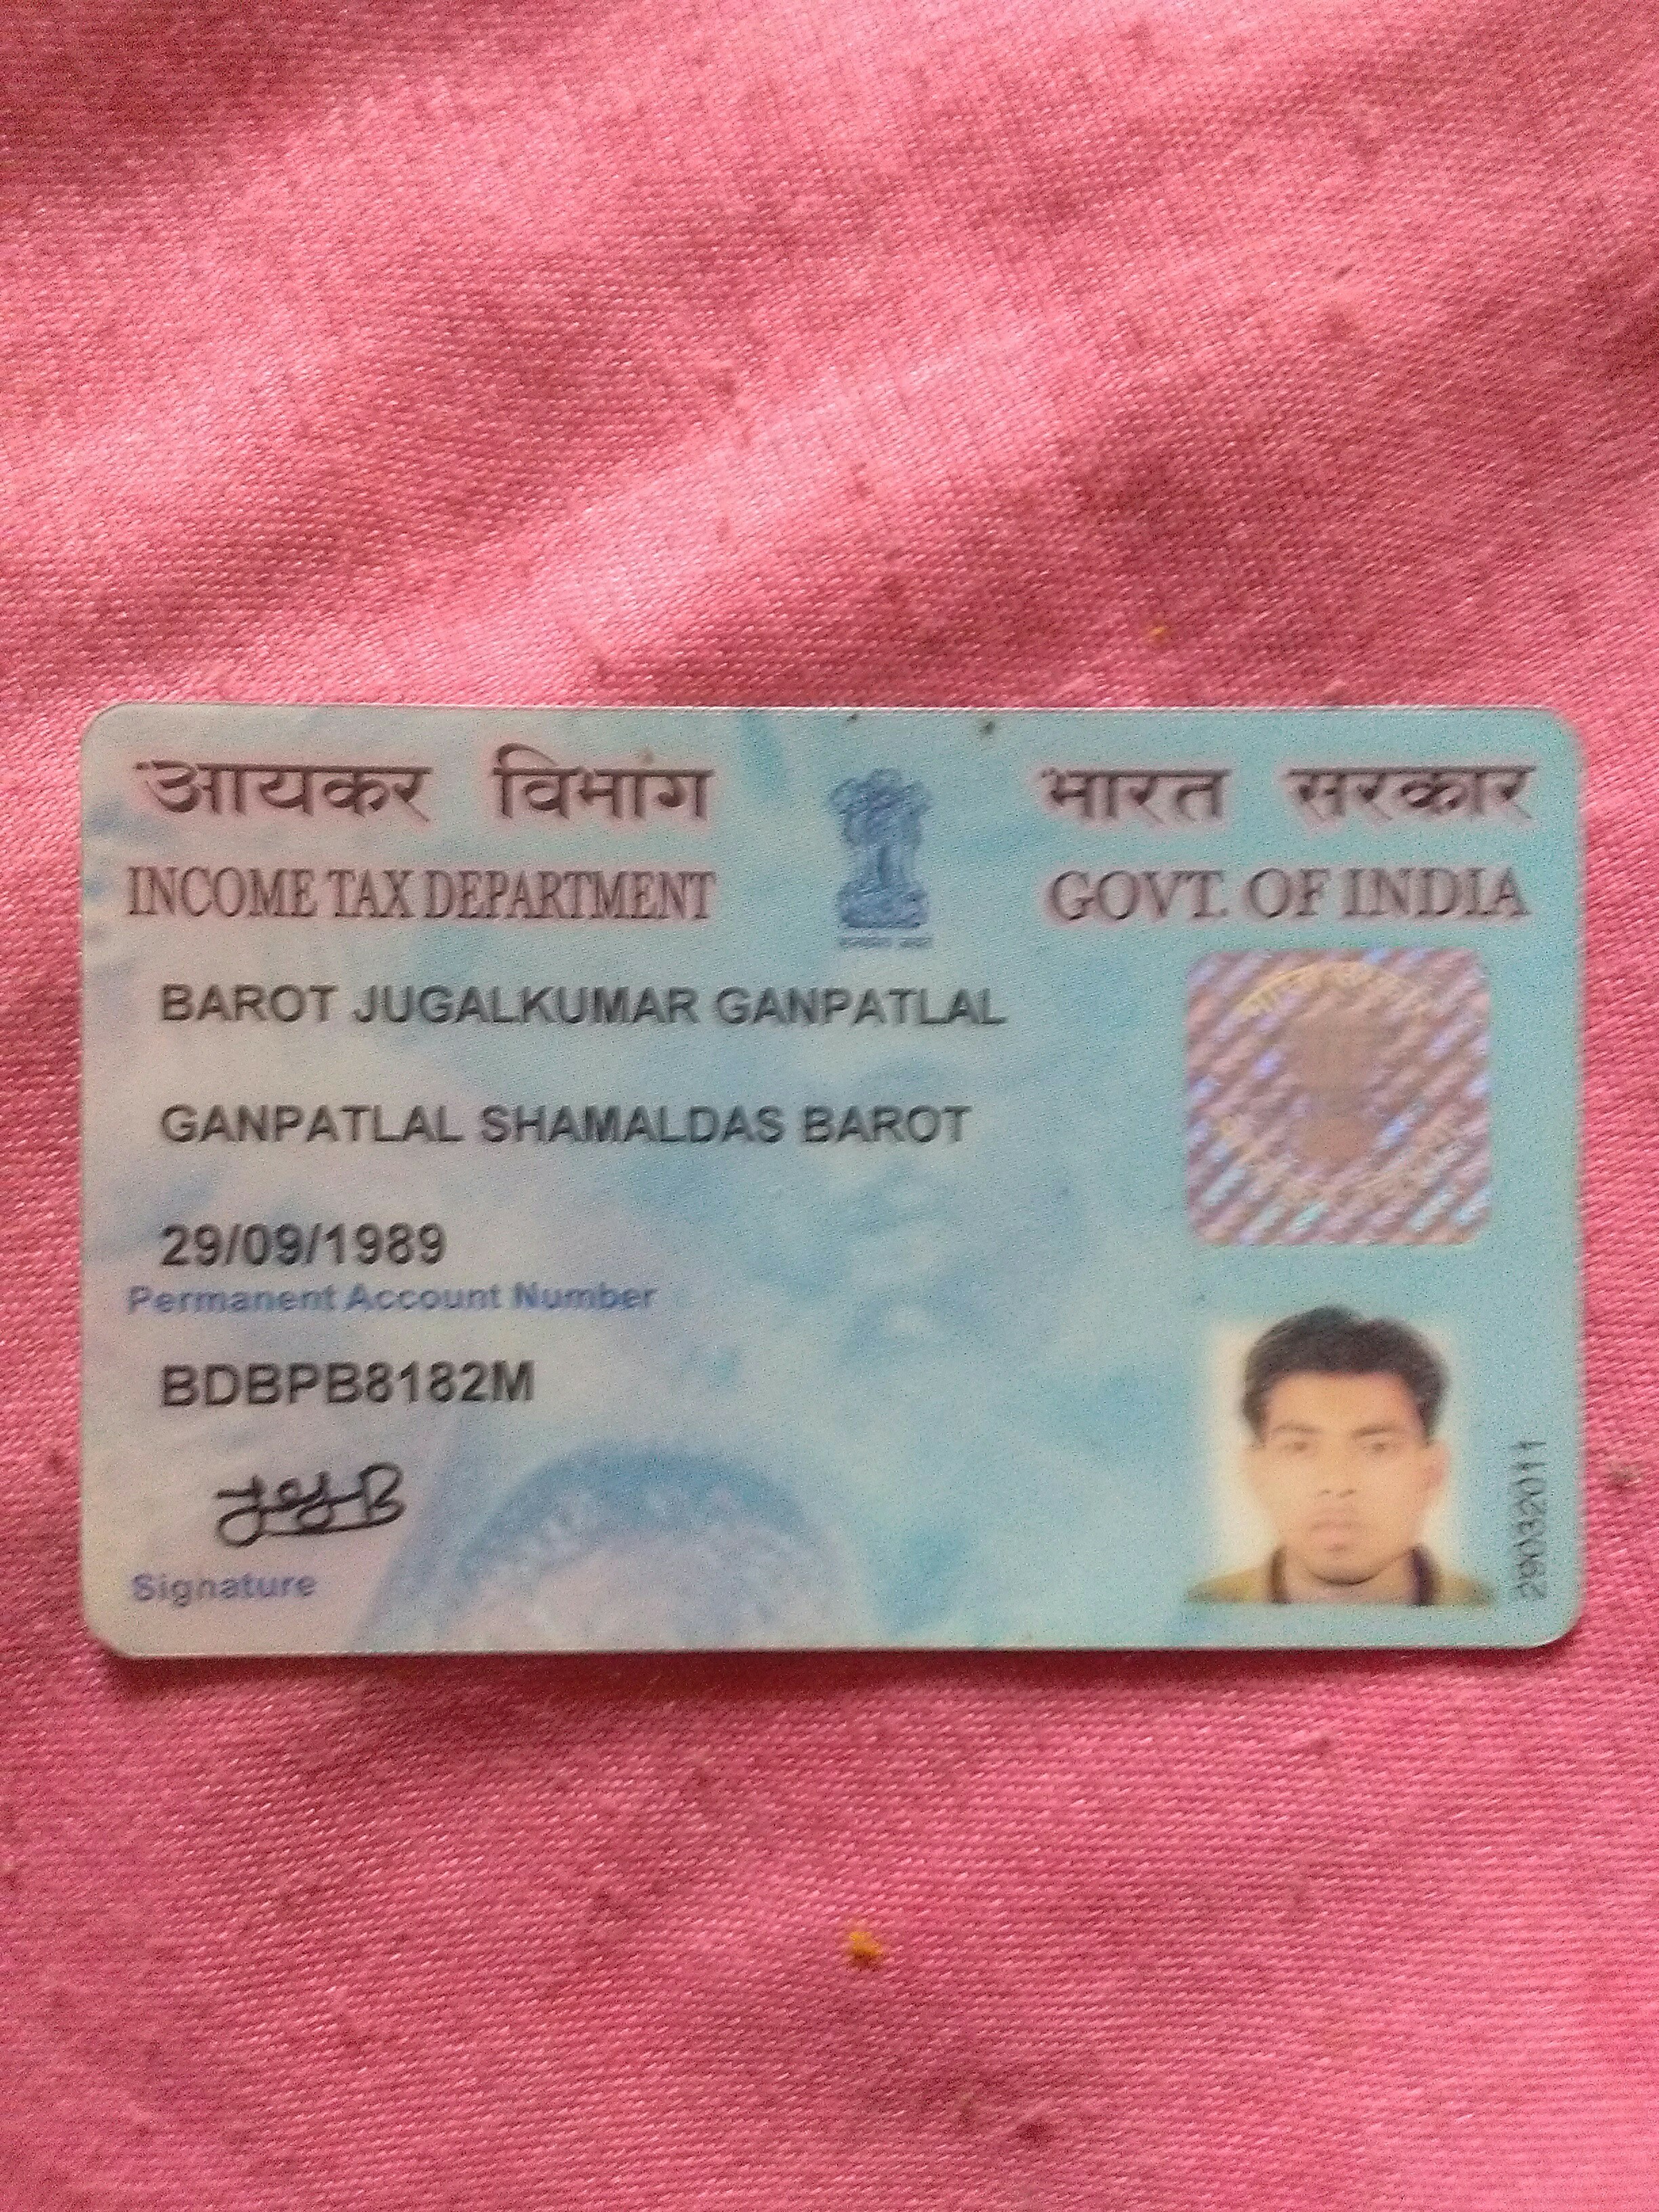 आयकर विभाग
भारत सरकार
INCOME TAX DEPARTMENT
GOVT. OF INDIA
BAROT JUGALKUMAR GANPATLAL
GANPATLAL SHAMALDAS BAROT
29/09/1989
Permanent Account Number
BDBPB8182M
Signature
29032011